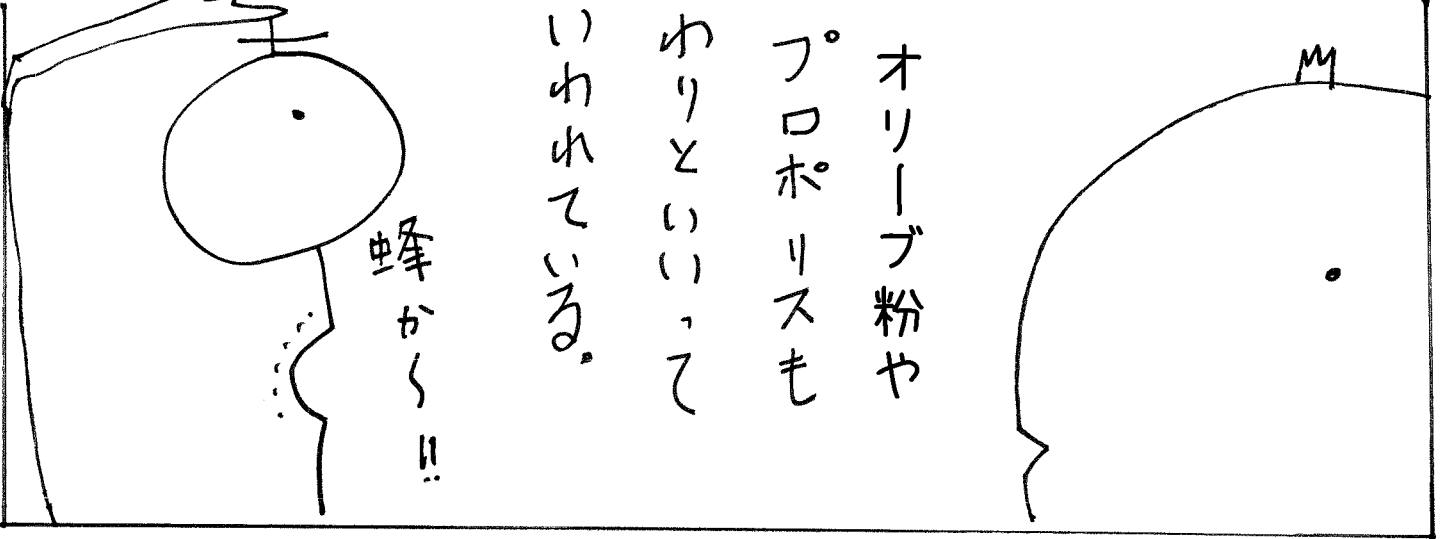 オリーブ粉や
プロポリスも
わりといいって
いわれている。
蜂か〜!!